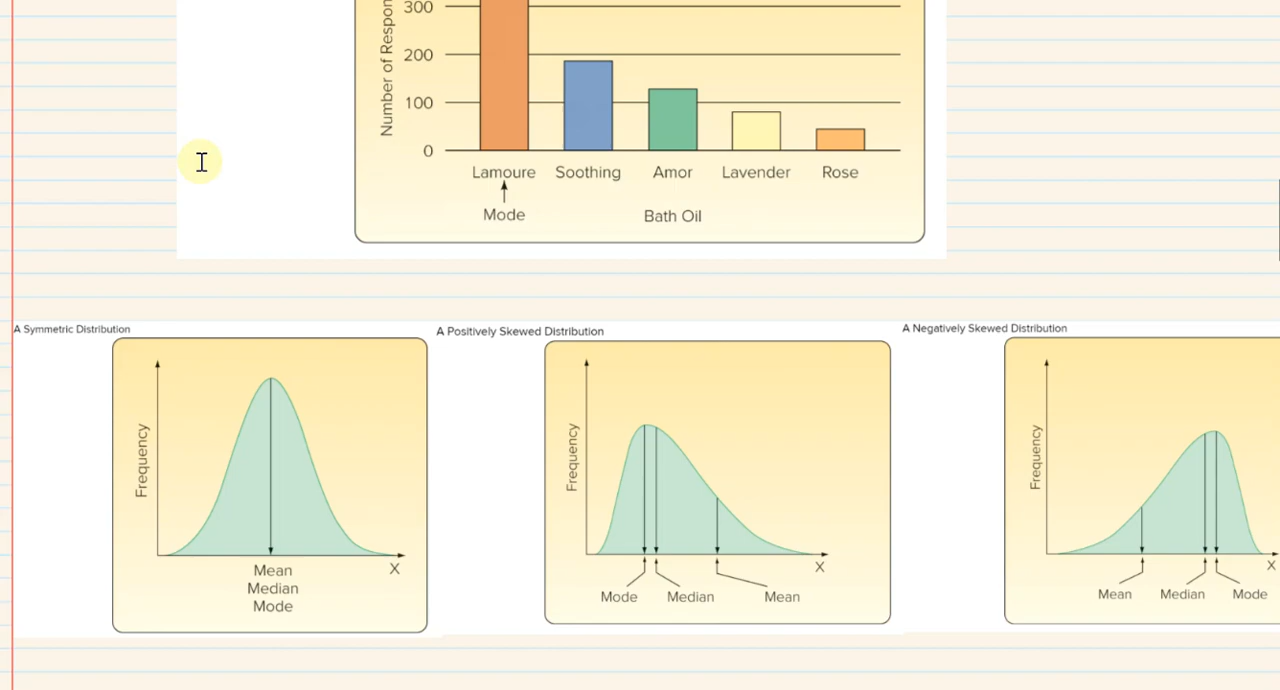 Number of Respon
300
200
100
0
Lamoure Soothing Amor Lavender Rose
Mode
Bath Oil
A Symmetric Distribution
Frequency
X
Mean
Median
Mode
A Positively Skewed Distribution
Frequency
X
Mode Median Mean
A Negatively Skewed Distribution
Frequency
X
Mean Median Mode